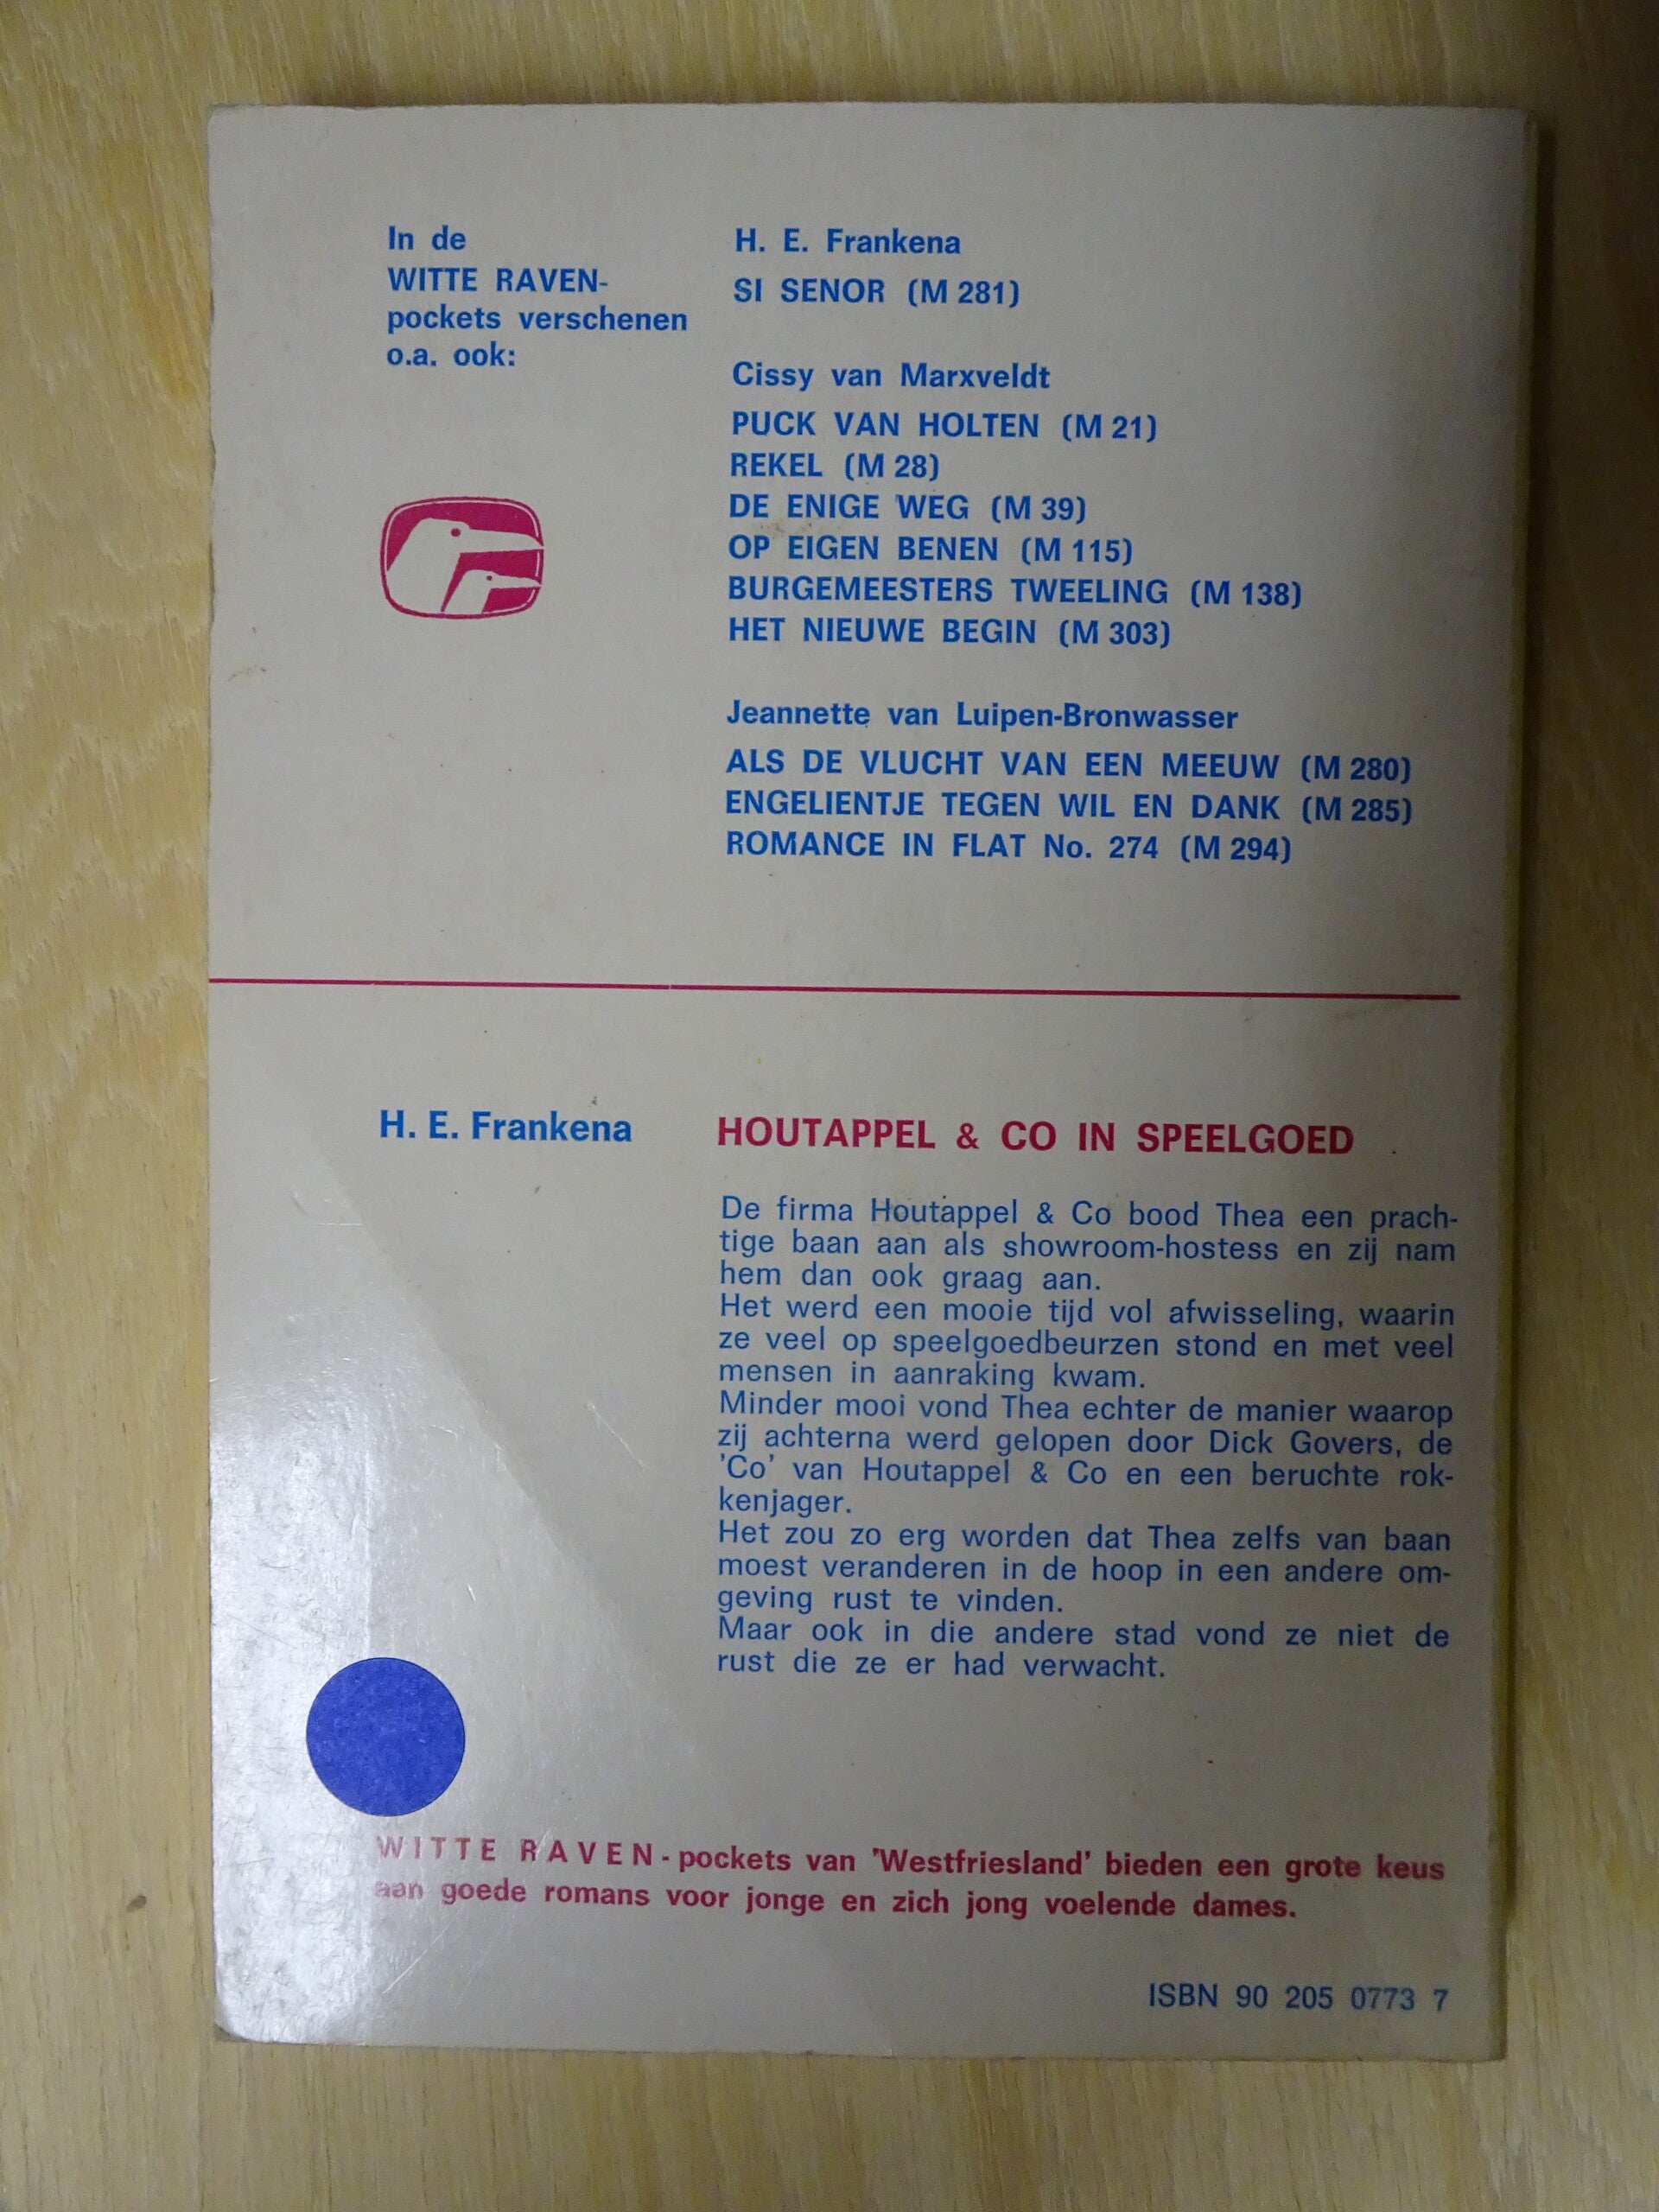 In de
WITTE RAVEN-
pockets verschenen
o.a. ook:
H. E. Frankena
SI SENOR (M 281)
Cissy van Marxveldt
PUCK VAN HOLTEN (M 21)
REKEL (M 28)
DE ENIGE WEG (M 39)
OP EIGEN BENEN (M 115)
BURGEMEESTERS TWEELING (M 138)
HET NIEUWE BEGIN (M 303)
Jeannette van Luipen-Bronwasser
ALS DE VLUCHT VAN EEN MEEUW (M 280)
ENGELIENTJE TEGEN WIL EN DANK (M 285)
ROMANCE IN FLAT No. 274 (M 294)
H. E. Frankena
HOUTAPPEL & CO IN SPEELGOED
De firma Houtappel & Co bood Thea een prach-
tige baan aan als showroom-hostess en zij nam
hem dan ook graag aan.
Het werd een mooie tijd vol afwisseling, waarin
ze veel op speelgoedbeurzen stond en met veel
mensen in aanraking kwam.
Minder mooi vond Thea echter de manier waarop
zij achterna werd gelopen door Dick Govers, de
'Co' van Houtappel & Co en een beruchte rok-
kenjager.
Het zou zo erg worden dat Thea zelfs van baan
moest veranderen in de hoop in een andere om-
geving rust te vinden.
Maar ook in die andere stad vond ze niet de
rust die ze er had verwacht.
WITTE RAVEN-pockets van 'Westfriesland' bieden een grote keus
aan goede romans voor jonge en zich jong voelende dames.
ISBN 90 205 0773 7